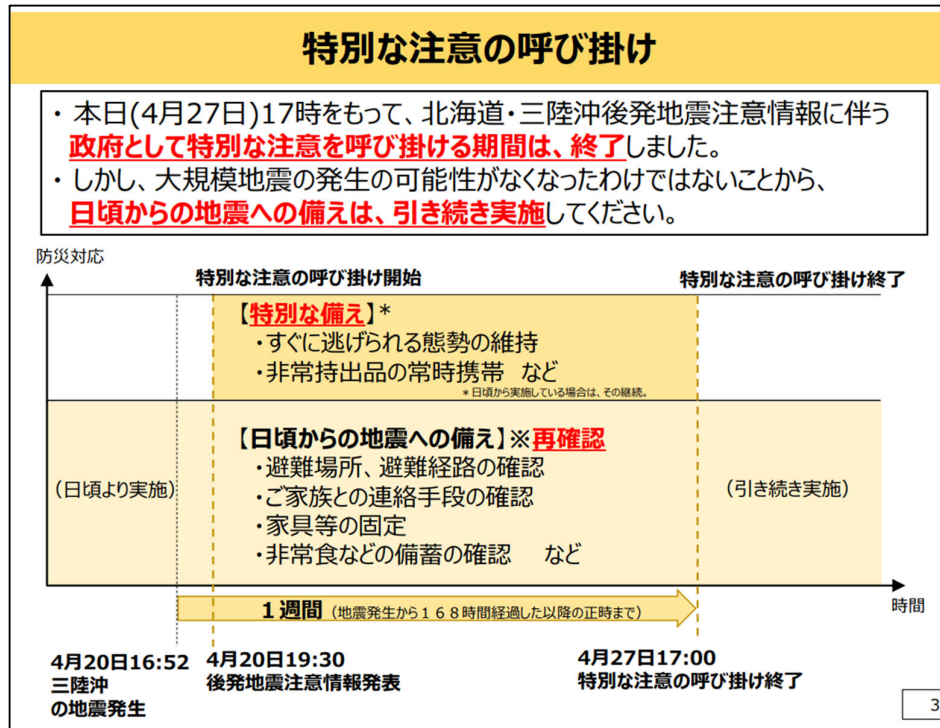 特別な注意の呼び掛け
・ 本日(4月27日)17時をもって、北海道・三陸沖後発地震注意情報に伴う
政府として特別な注意を呼び掛ける期間は、終了しました。
・ しかし、大規模地震の発生の可能性がなくなったわけではないことから、
日頃からの地震への備えは、引き続き実施してください。
防災対応
特別な注意の呼び掛け開始
特別な注意の呼び掛け終了
【特別な備え】*
・すぐに逃げられる態勢の維持
・非常持出品の常時携帯 など
* 日頃から実施している場合は、その継続。
【日頃からの地震への備え】※再確認
・避難場所、避難経路の確認
・ご家族との連絡手段の確認
・家具等の固定
・非常食などの備蓄の確認 など
(日頃より実施)
(引き続き実施)
1週間 (地震発生から168時間経過した以降の正時まで)
時間
4月20日16:52
三陸沖
の地震発生
4月20日19:30
後発地震注意情報発表
4月27日17:00
特別な注意の呼び掛け終了
3